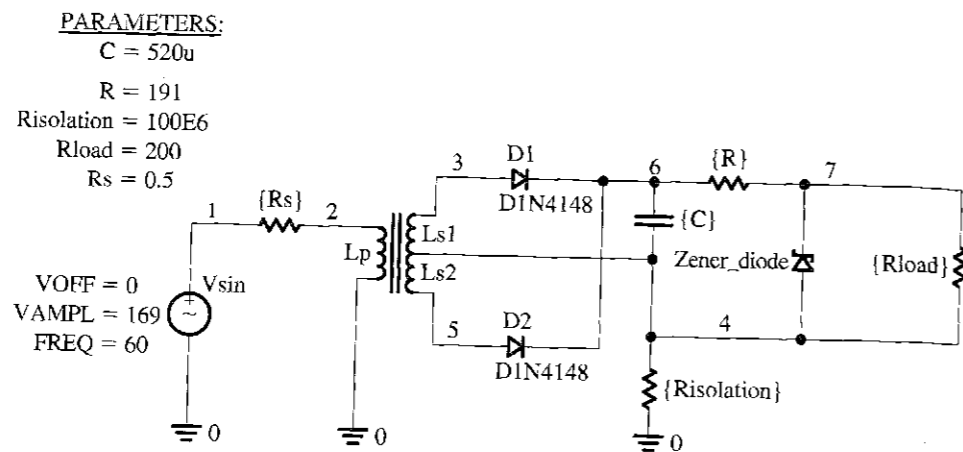 PARAMETERS:
C = 520u
R = 191
Risolation = 100E6
Rload = 200
Rs = 0.5
1
{Rs}
2
3
D1
D1N4148
6
{R}
7
Lp
Ls1
Ls2
{C}
Zener_diode
{Rload}
VOFF = 0
VAMPL = 169
FREQ = 60
Vsin
+
~
5
D2
D1N4148
4
{Risolation}
0
0
0